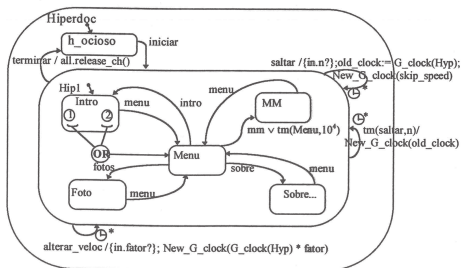 Hiperdoc
h_ocioso
iniciar
terminar / all.release_ch()
saltar /{in.n?};old_clock:= G_clock(Hyp);
New_G_clock(skip_speed)
*
Hip1
Intro
1
2
menu
intro
menu
MM
*
tm(saltar,n)/
New_G_clock(old_clock)
mm ∨ tm(Menu,10⁴)
OR
fotos
Menu
menu
sobre
Foto
menu
Sobre...
*
alterar_veloc /{in.fator?}; New_G_clock(G_clock(Hyp) * fator)